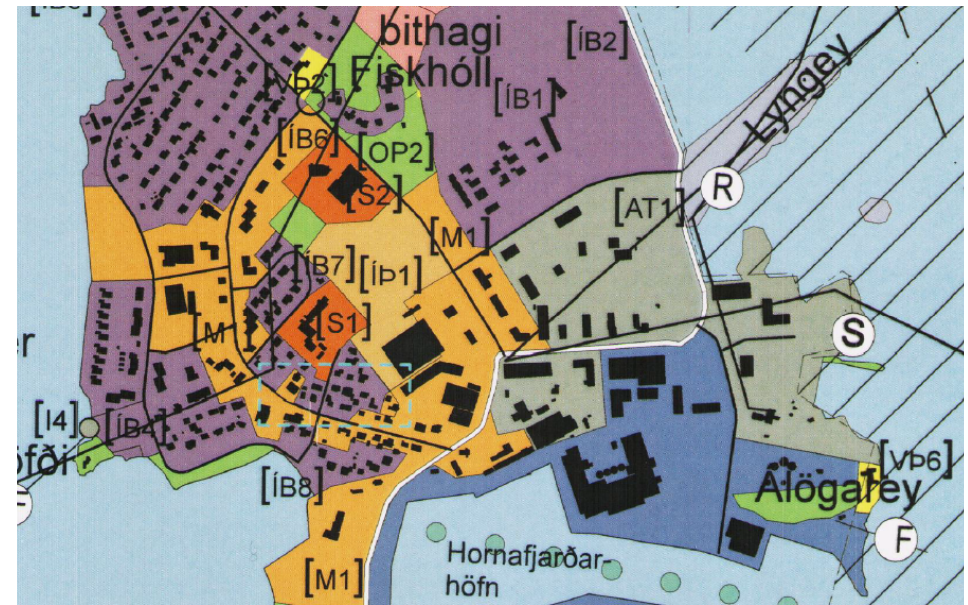 bithagi
[ÍB2]
Fiskhóll
[VÞ2]
[ÍB1]
Lyngey
[ÍB6]
[OP2]
[S2]
R
[AT1]
[M1]
[ÍB7]
[ÍÞ1]
[S1]
[M
S
[I4]
[ÍB4]
[ÍB8]
[VÞ6]
F
[M1]
Hornafjarðar-
höfn